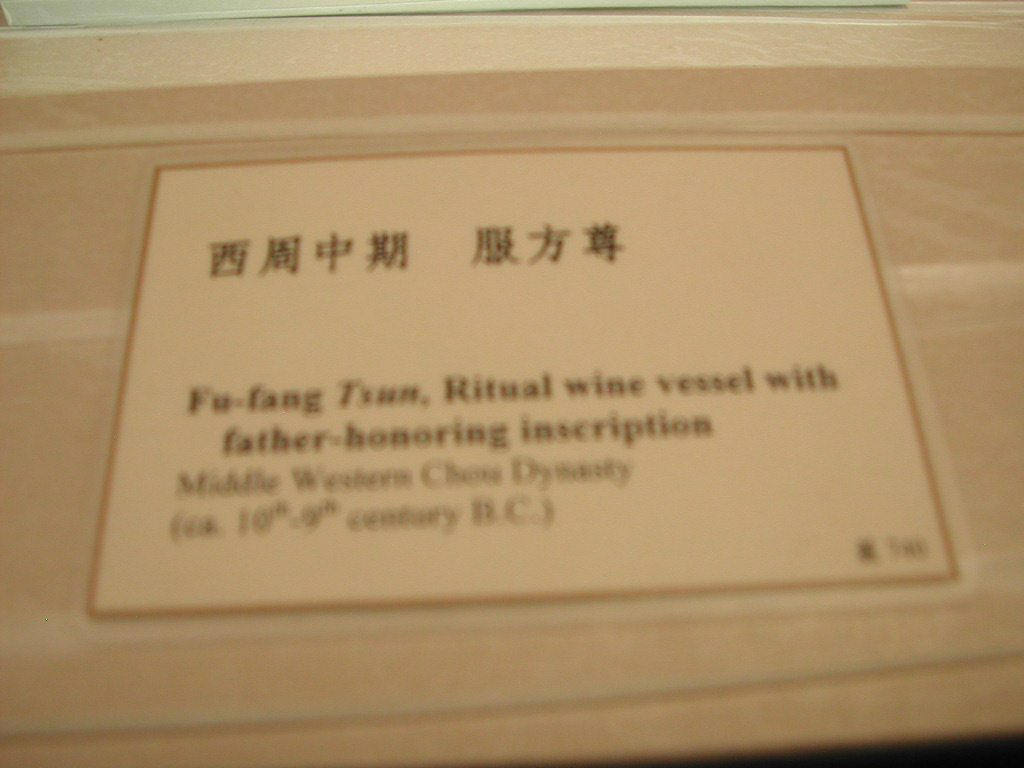 西周中期 服方尊
Fu-fang Tsun, Ritual wine vessel with
father-honoring inscription
Middle Western Chou Dynasty
(ca. 10th-9th century B.C.)